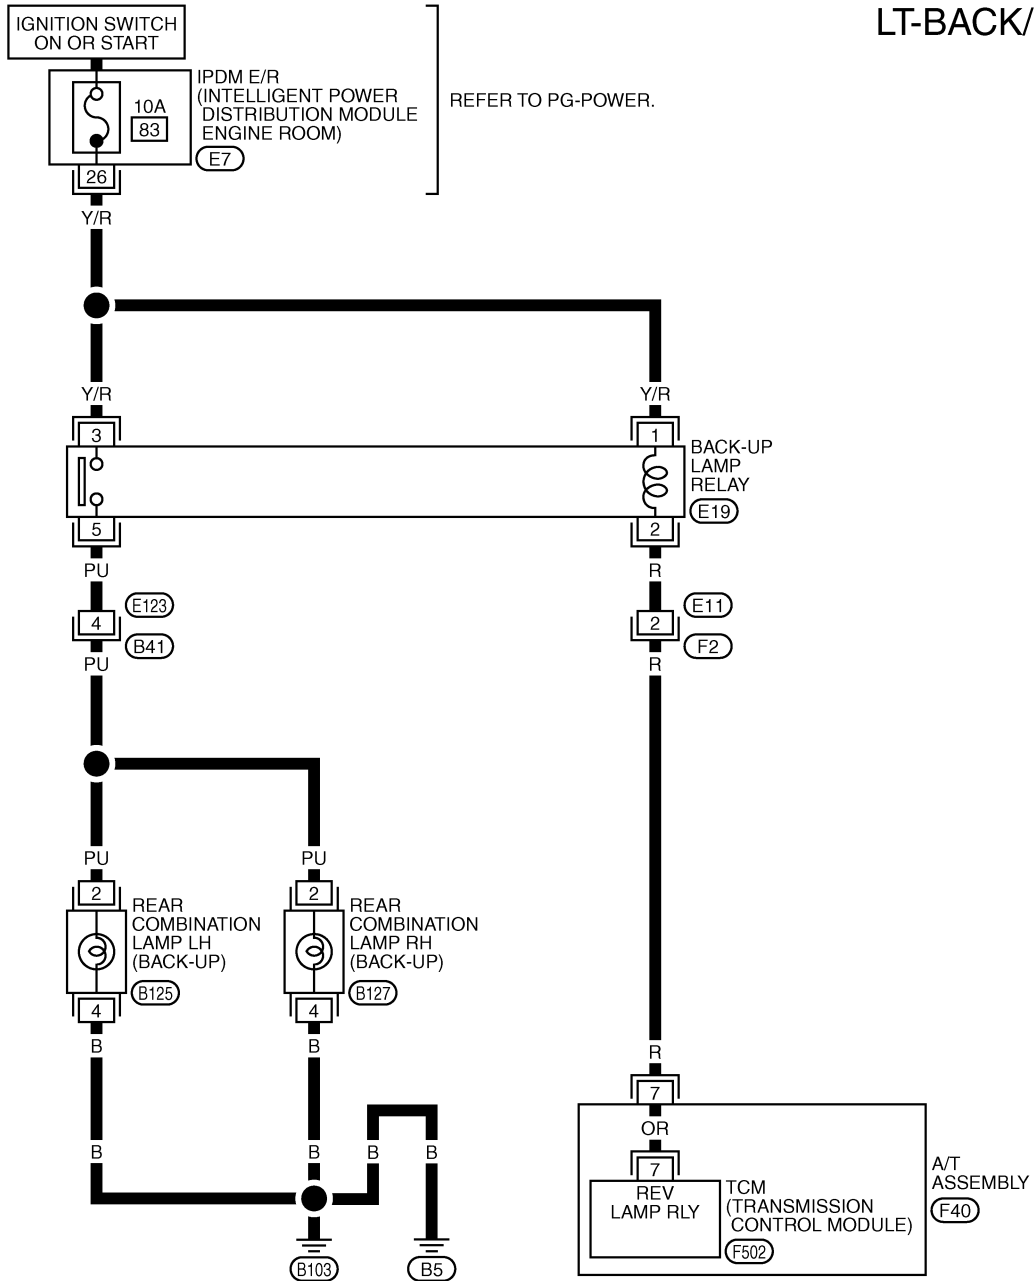 LT-BACK/
IGNITION SWITCH
ON OR START
IPDM E/R
(INTELLIGENT POWER
DISTRIBUTION MODULE
ENGINE ROOM)
E7
10A
83
REFER TO PG-POWER.
26
Y/R
Y/R
Y/R
3
1
BACK-UP
LAMP
RELAY
E19
5
2
PU
R
E123
E11
4
2
B41
F2
PU
R
PU
PU
2
2
REAR
COMBINATION
LAMP LH
(BACK-UP)
B125
REAR
COMBINATION
LAMP RH
(BACK-UP)
B127
4
4
B
B
R
7
OR
B
B
B
B
7
REV
LAMP RLY
TCM
(TRANSMISSION
CONTROL MODULE)
F502
A/T
ASSEMBLY
F40
B103
B5